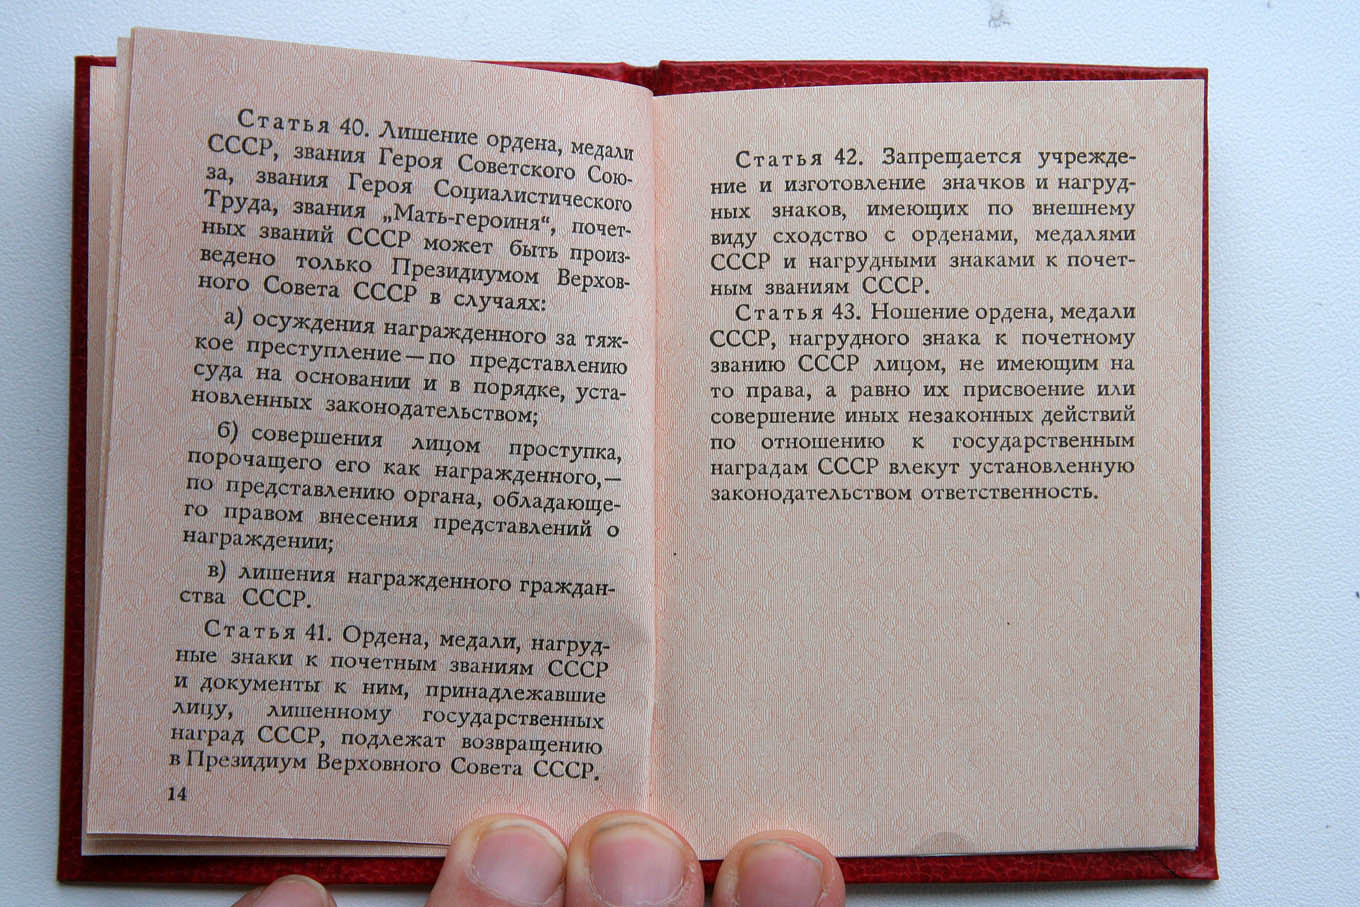 Статья 40. Лишение ордена, медали
СССР, звания Героя Советского Сою-
за, звания Героя Социалистического
Труда, звания „Мать-героиня“, почет-
ных званий СССР может быть произ-
ведено только Президиумом Верхов-
ного Совета СССР в случаях:
а) осуждения награжденного за тяж-
кое преступление—по представлению
суда на основании и в порядке, уста-
новленных законодательством;
б) совершения лицом проступка,
порочащего его как награжденного,—
по представлению органа, обладающе-
го правом внесения представлений о
награждении;
в) лишения награжденного граждан-
ства СССР.
Статья 41. Ордена, медали, нагруд-
ные знаки к почетным званиям СССР
и документы к ним, принадлежавшие
лицу, лишенному государственных
наград СССР, подлежат возвращению
в Президиум Верховного Совета СССР.
14
Статья 42. Запрещается учрежде-
ние и изготовление значков и нагруд-
ных знаков, имеющих по внешнему
виду сходство с орденами, медалями
СССР и нагрудными знаками к почет-
ным званиям СССР.
Статья 43. Ношение ордена, медали
СССР, нагрудного знака к почетному
званию СССР лицом, не имеющим на
то права, а равно их присвоение или
совершение иных незаконных действий
по отношению к государственным
наградам СССР влекут установленную
законодательством ответственность.